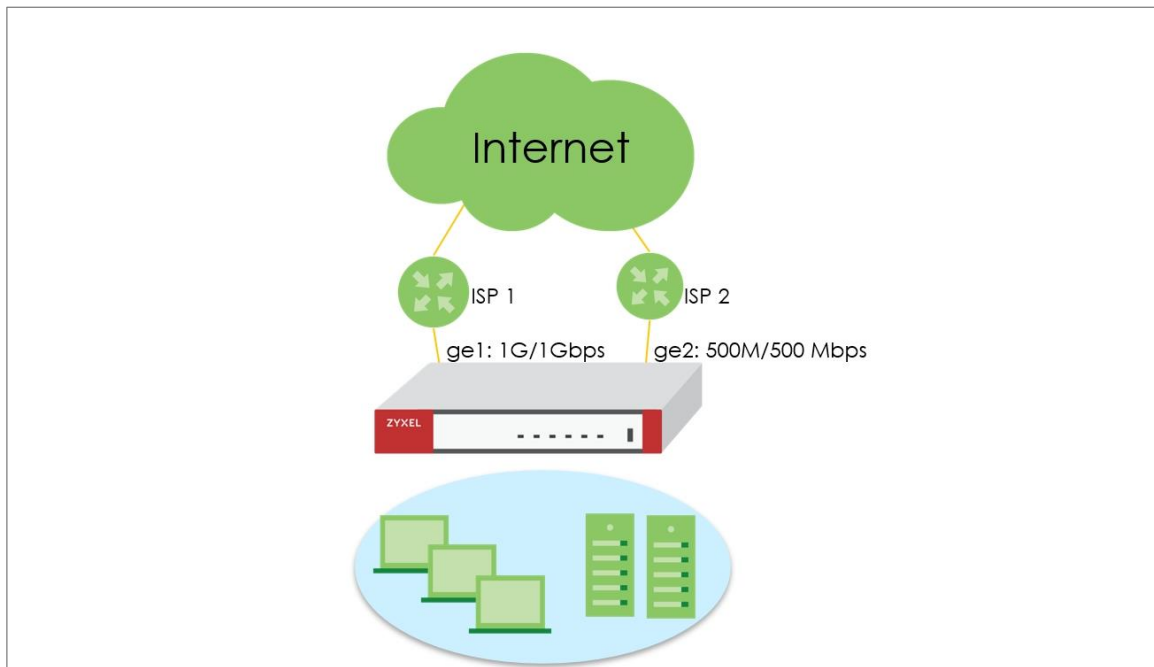 Internet
ISP 1
ISP 2
ge1: 1G/1Gbps
ge2: 500M/500 Mbps
ZYXEL